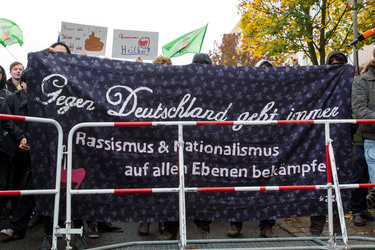 Gegen Deutschland geht immer
Rassismus & Nationalismus
auf allen Ebenen bekämpfen